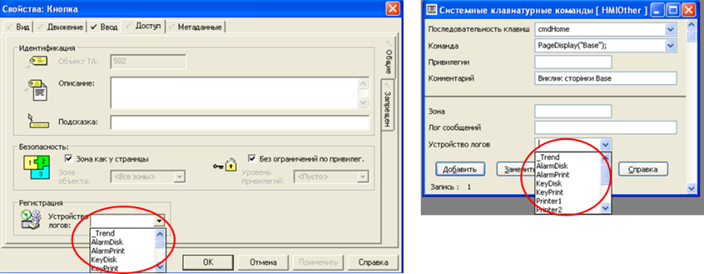 Свойства: Кнопка
Вид
Движение
Ввод
Доступ
Метаданные
Идентификация
Объект ТА:
502
Описание:
Подсказка:
Безопасность:
Зона как у страницы
Без ограничений по привилег.
Зона объекта:
<Все зоны>
Уровень привилегий:
<Пусто>
Регистрация
Устройство логов:
_Trend
AlarmDisk
AlarmPrint
KeyDisk
KeyPrint
Общие
Запрещен
OK
Отмена
Применить
Справка
Системные клавиатурные команды [ HMIOther ]
Последовательность клавиш
cmdHome
Команда
PageDisplay("Base");
Привилегии
Комментарий
Виклик сторінки Base
Зона
Лог сообщений
Устройство логов
_Trend
AlarmDisk
AlarmPrint
KeyDisk
KeyPrint
Printer1
Printer2
Добавить
Справка
Запись : 1